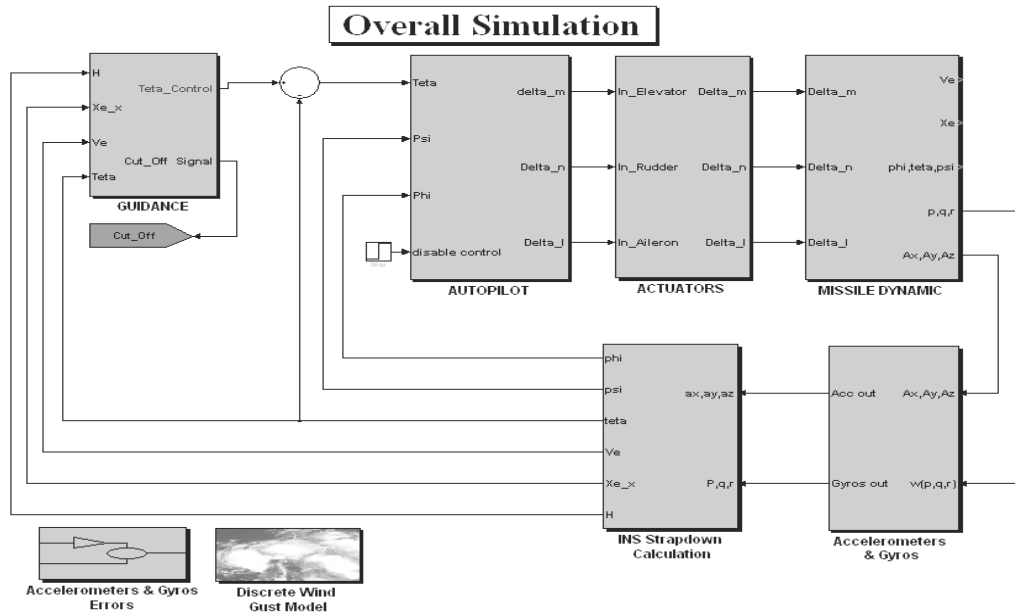 Overall Simulation
H
Xe_x
Ve
Teta
Teta_Control
Cut_Off Signal
GUIDANCE
Cut_Off
Teta
Psi
Phi
disable control
delta_m
Delta_n
Delta_l
AUTOPILOT
In_Elevator
In_Rudder
In_Aileron
Delta_m
Delta_n
Delta_l
ACTUATORS
Delta_m
Delta_n
Delta_l
Ve
Xe
phi,teta,psi
p,q,r
Ax,Ay,Az
MISSILE DYNAMIC
phi
psi
teta
Ve
Xe_x
H
ax,ay,az
P,q,r
INS Strapdown
Calculation
Acc out
Gyros out
Ax,Ay,Az
w(p,q,r)
Accelerometers
& Gyros
Accelerometers & Gyros
Errors
Discrete Wind
Gust Model